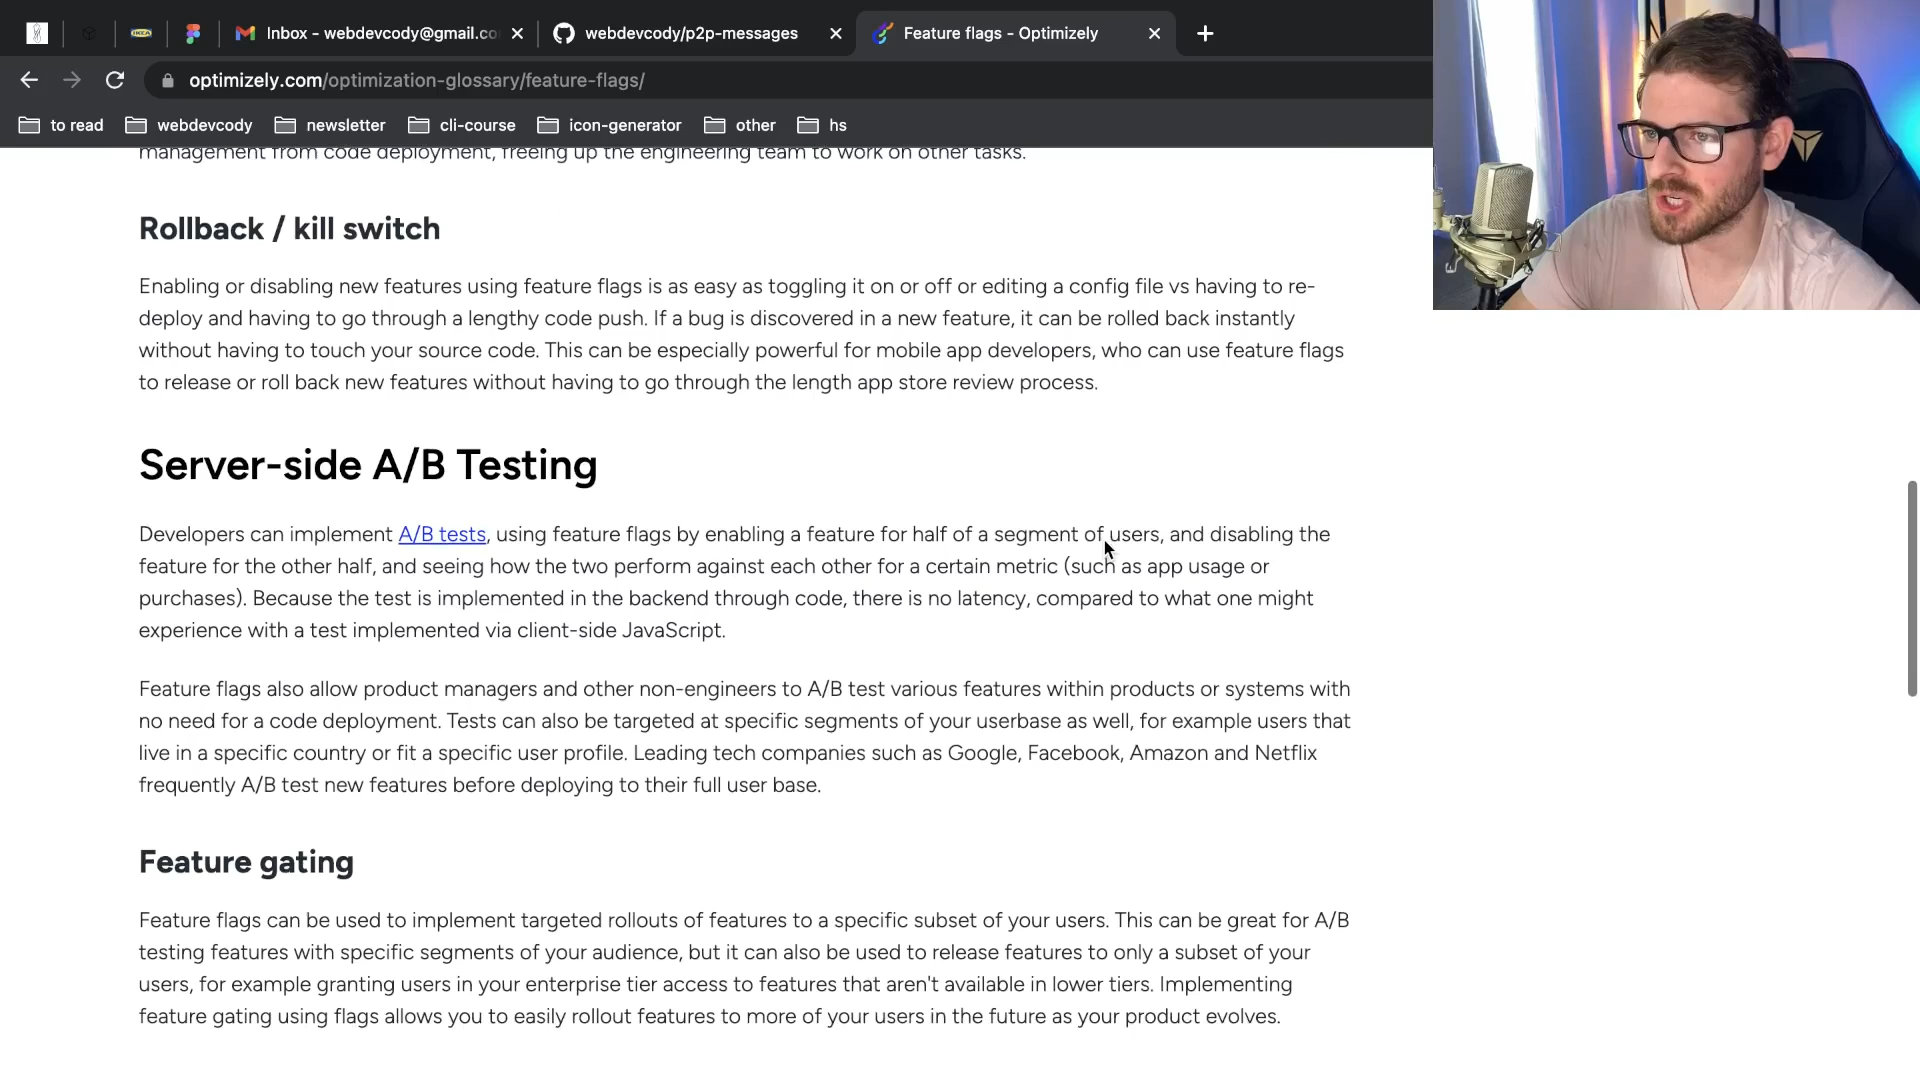 IKEA
Inbox - webdevcody@gmail.co
webdevcody/p2p-messages
Feature flags - Optimizely
optimizely.com/optimization-glossary/feature-flags/
to read
webdevcody
newsletter
cli-course
icon-generator
other
hs
management from code deployment, freeing up the engineering team to work on other tasks.
Rollback / kill switch
Enabling or disabling new features using feature flags is as easy as toggling it on or off or editing a config file vs having to re-
deploy and having to go through a lengthy code push. If a bug is discovered in a new feature, it can be rolled back instantly
without having to touch your source code. This can be especially powerful for mobile app developers, who can use feature flags
to release or roll back new features without having to go through the length app store review process.
Server-side A/B Testing
Developers can implement A/B tests, using feature flags by enabling a feature for half of a segment of users, and disabling the
feature for the other half, and seeing how the two perform against each other for a certain metric (such as app usage or
purchases). Because the test is implemented in the backend through code, there is no latency, compared to what one might
experience with a test implemented via client-side JavaScript.
Feature flags also allow product managers and other non-engineers to A/B test various features within products or systems with
no need for a code deployment. Tests can also be targeted at specific segments of your userbase as well, for example users that
live in a specific country or fit a specific user profile. Leading tech companies such as Google, Facebook, Amazon and Netflix
frequently A/B test new features before deploying to their full user base.
Feature gating
Feature flags can be used to implement targeted rollouts of features to a specific subset of your users. This can be great for A/B
testing features with specific segments of your audience, but it can also be used to release features to only a subset of your
users, for example granting users in your enterprise tier access to features that aren't available in lower tiers. Implementing
feature gating using flags allows you to easily rollout features to more of your users in the future as your product evolves.